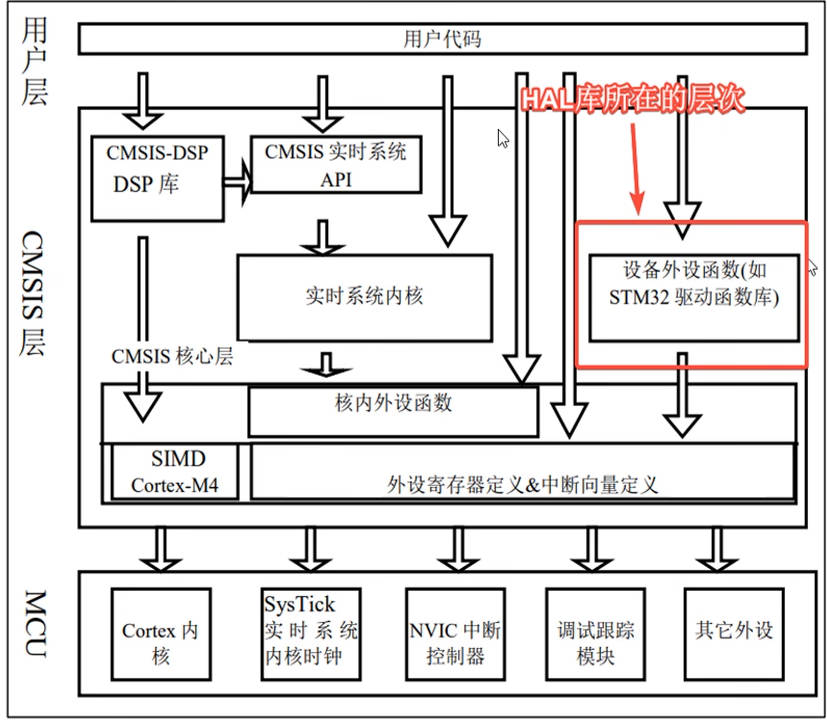 用户层
用户代码
HAL库所在的层次
CMSIS层
CMSIS-DSP
DSP 库
CMSIS 实时系统
API
实时系统内核
设备外设函数(如
STM32 驱动函数库)
CMSIS 核心层
核内外设函数
SIMD
Cortex-M4
外设寄存器定义&中断向量定义
MCU
Cortex 内
核
SysTick
实时系统
内核时钟
NVIC 中断
控制器
调试跟踪
模块
其它外设